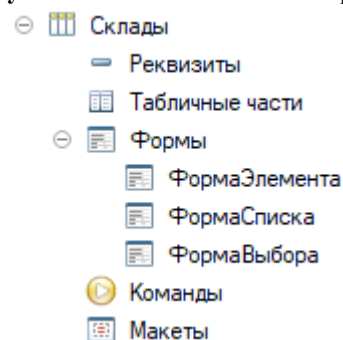 Склады
Реквизиты
Табличные части
Формы
ФормаЭлемента
ФормаСписка
ФормаВыбора
Команды
Макеты